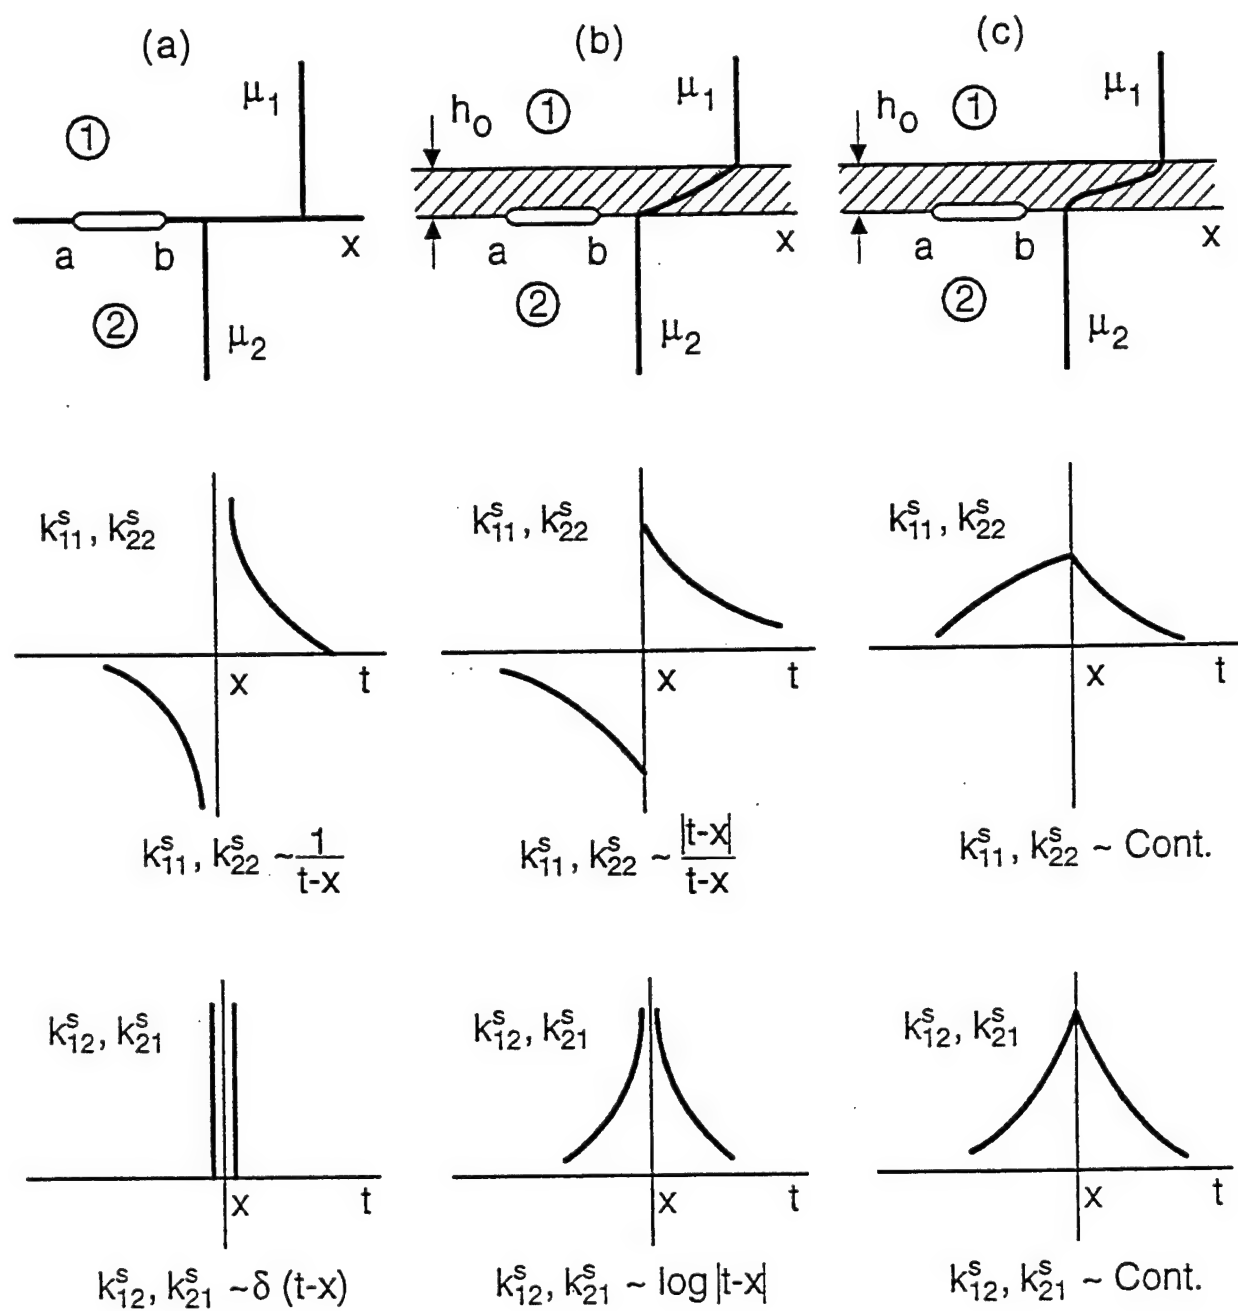 (a)
μ1
1
a b x
2
μ2
(b)
h0
1
μ1
a b x
2
μ2
(c)
h0
1
μ1
a b x
2
μ2
k^s_11, k^s_22
x t
k^s_11, k^s_22 ~ 1/(t-x)
k^s_11, k^s_22
x t
k^s_11, k^s_22 ~ |t-x|/(t-x)
k^s_11, k^s_22
x
k^s_11, k^s_22 ~ Cont.
k^s_12, k^s_21
x t
k^s_12, k^s_21 ~ δ (t-x)
k^s_12, k^s_21
x t
k^s_12, k^s_21 ~ log |t-x|
k^s_12, k^s_21
x t
k^s_12, k^s_21 ~ Cont.